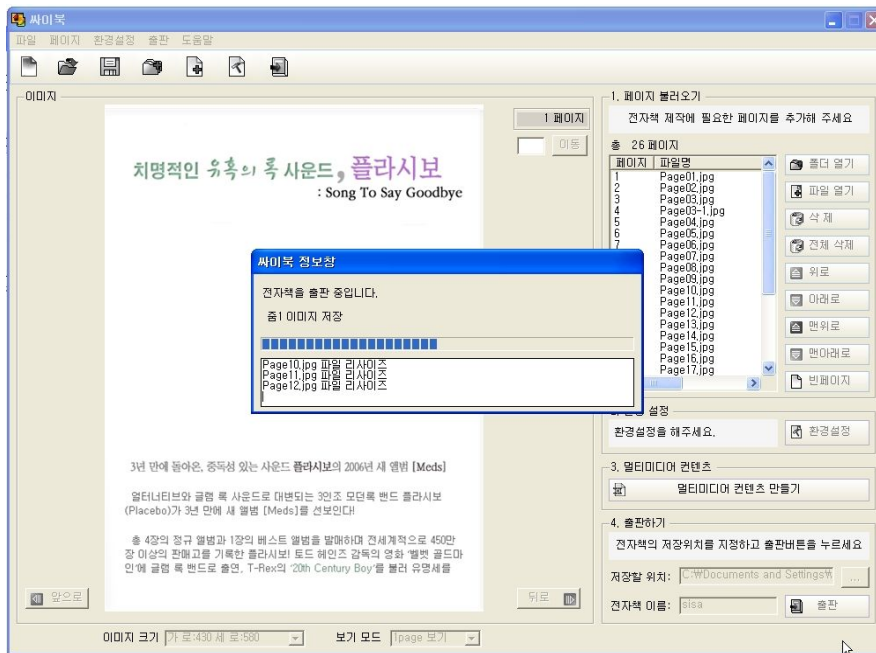 싸이북
파일 페이지 환경설정 출판 도움말
이미지
1 페이지
이동
치명적인 유혹의 록 사운드, 플라시보
: Song To Say Goodbye
3년 만에 돌아온, 중독성 있는 사운드 플라시보의 2006년 새 앨범 [Meds]
얼터너티브와 글램 록 사운드로 대변되는 3인조 모던록 밴드 플라시보
(Placebo)가 3년 만에 새 앨범 [Meds]를 선보인다!
총 4장의 정규 앨범과 1장의 베스트 앨범을 발매하며 전세계적으로 450만
장 이상의 판매고를 기록한 플라시보! 토드 헤인즈 감독의 영화 '벨벳 골드마
인'에 글램 록 밴드로 출연, T-Rex의 '20th Century Boy'를 불러 유명세를
앞으로
뒤로
이미지 크기 가로:430 세로:580
보기 모드 1page 보기
싸이북 정보창
전자책을 출판 중입니다.
줌1 이미지 저장
Page10.jpg 파일 리사이즈
Page11.jpg 파일 리사이즈
Page12.jpg 파일 리사이즈
1. 페이지 불러오기
전자책 제작에 필요한 페이지를 추가해 주세요
총 26 페이지
페이지 파일명
1 Page01.jpg
2 Page02.jpg
3 Page03.jpg
4 Page03-1.jpg
5 Page04.jpg
6 Page05.jpg
7 Page06.jpg
Page07.jpg
Page08.jpg
Page09.jpg
Page10.jpg
Page11.jpg
Page12.jpg
Page13.jpg
Page14.jpg
Page15.jpg
Page16.jpg
Page17.jpg
폴더 열기
파일 열기
삭 제
전체 삭제
위로
아래로
맨위로
맨아래로
빈페이지
설정
환경설정을 해주세요.
환경설정
3. 멀티미디어 컨텐츠
멀티미디어 컨텐츠 만들기
4. 출판하기
전자책의 저장위치를 지정하고 출판버튼을 누르세요
저장할 위치: C:₩Documents and Settings₩
...
전자책 이름: sisa
출판